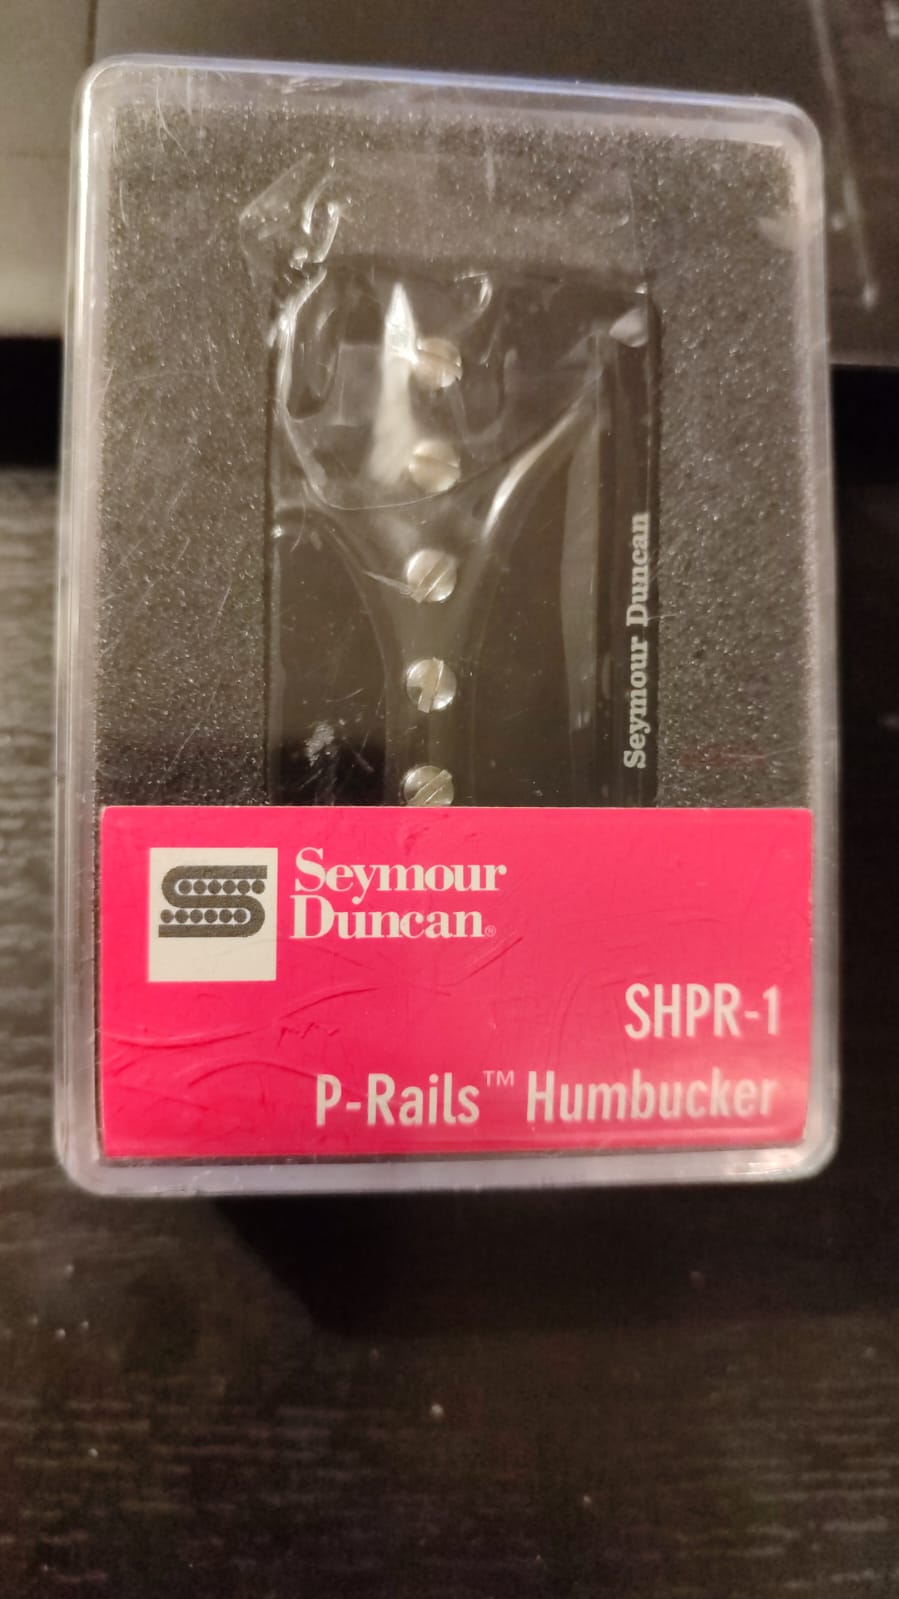 Seymour Duncan
Seymour
Duncan®
SHPR-1
P-Rails™ Humbucker